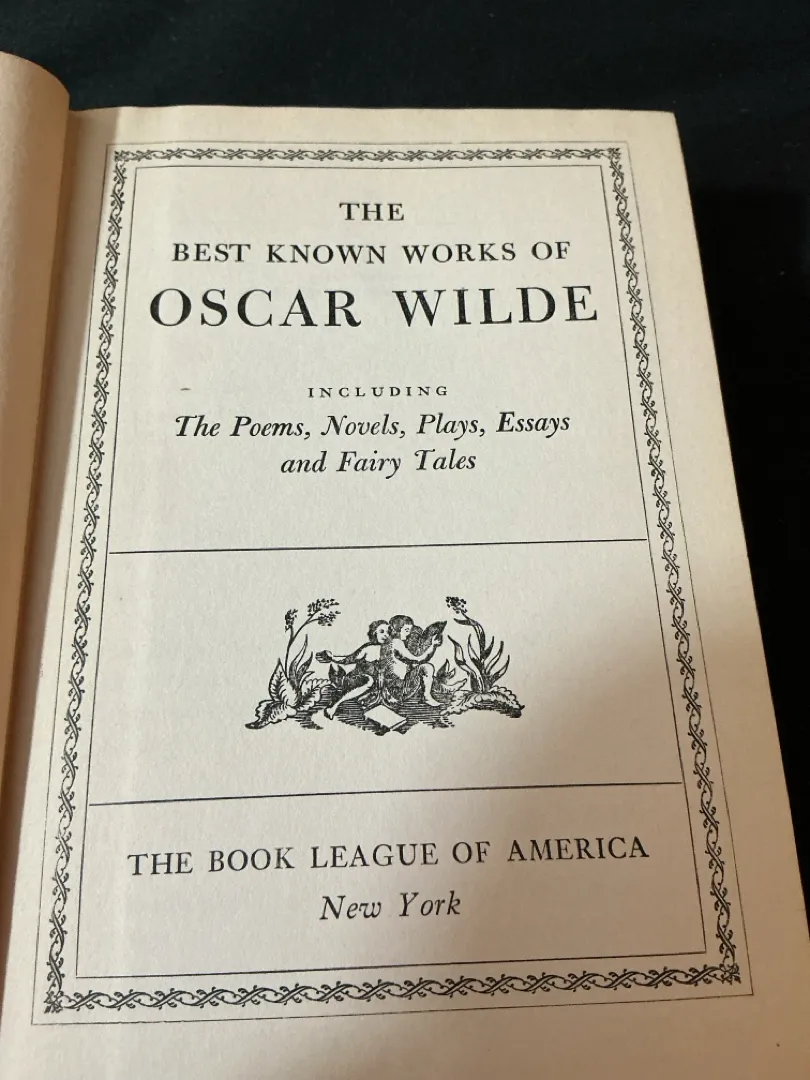 THE
BEST KNOWN WORKS OF
OSCAR WILDE
INCLUDING
The Poems, Novels, Plays, Essays
and Fairy Tales
THE BOOK LEAGUE OF AMERICA
New York